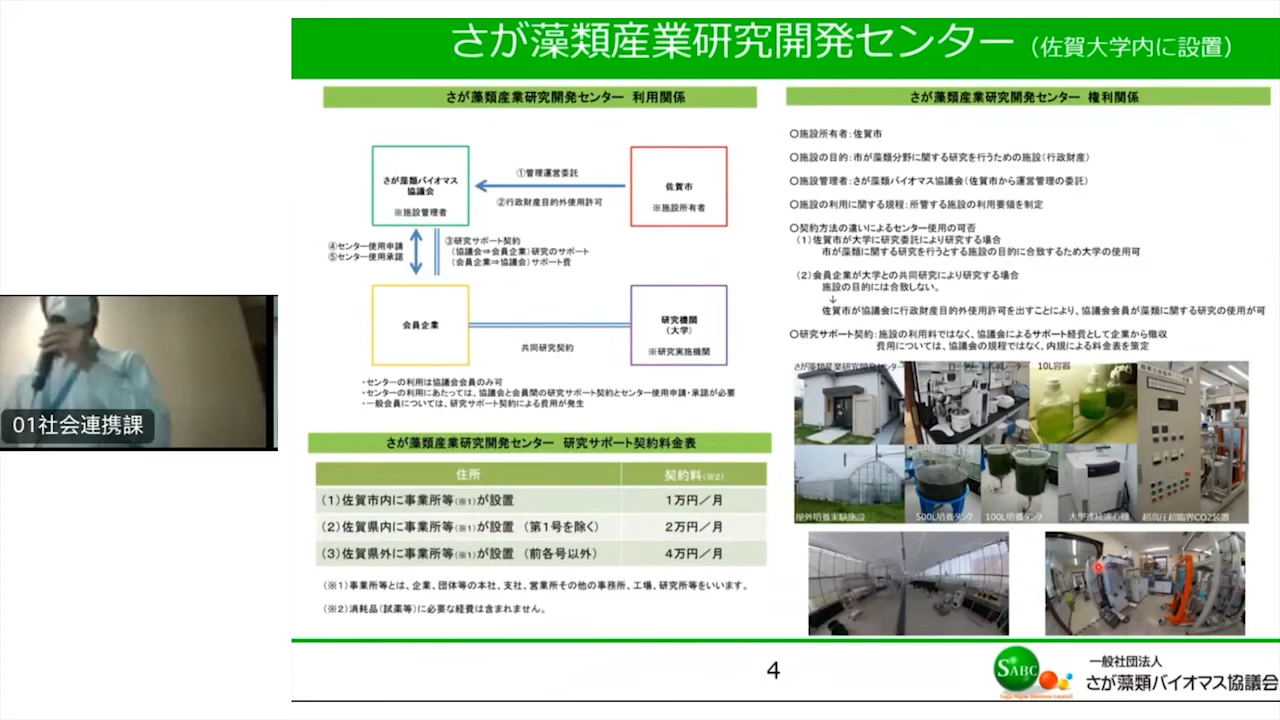 さが藻類産業研究開発センター（佐賀大学内に設置）
さが藻類産業研究開発センター 利用関係
さが藻類バイオマス
協議会
※施設管理者
①管理運営委託
②行政財産目的外使用許可
佐賀市
※施設所有者
④センター使用申請
⑤センター使用承諾
③研究サポート契約
（協議会⇒会員企業）研究のサポート
（会員企業⇒協議会）サポート費
会員企業
共同研究契約
研究機関
（大学）
※研究実施機関
・センターの利用は協議会会員のみ可
・センターの利用にあたっては、協議会と会員間の研究サポート契約とセンター使用申請・承諾が必要
・一般会員については、研究サポート契約による費用が発生
さが藻類産業研究開発センター 研究サポート契約料金表
住所 契約料(※2)
（1）佐賀市内に事業所等(※1)が設置 1万円／月
（2）佐賀県内に事業所等(※1)が設置 （第1号を除く） 2万円／月
（3）佐賀県外に事業所等(※1)が設置 （前各号以外） 4万円／月
（※1）事業所等とは、企業、団体等の本社、支社、営業所その他の事務所、工場、研究所等をいいます。
（※2）消耗品（試薬等）に必要な経費は含まれません。
さが藻類産業研究開発センター 権利関係
〇施設所有者：佐賀市
〇施設の目的：市が藻類分野に関する研究を行うための施設（行政財産）
〇施設管理者：さが藻類バイオマス協議会（佐賀市から運営管理の委託）
〇施設の利用に関する規程：所管する施設の利用要領を制定
〇契約方法の違いによるセンター使用の可否
（1）佐賀市が大学に研究委託により研究する場合
市が藻類に関する研究を行うとする施設の目的に合致するため大学の使用可
（2）会員企業が大学との共同研究により研究する場合
施設の目的には合致しない。
↓
佐賀市が協議会に行政財産目的外使用許可を出すことにより、協議会会員が藻類に関する研究の使用が可
〇研究サポート契約：施設の利用料ではなく、協議会によるサポート経費として企業から徴収
費用については、協議会の規程ではなく、内規による料金表を策定
さが藻類産業研究開発センター
10L容器
屋外培養実験施設
500L培養タンク
100L培養タンク
大型連続遠心機
超高圧超臨界CO2装置
01社会連携課
4
SABC
一般社団法人
さが藻類バイオマス協議会